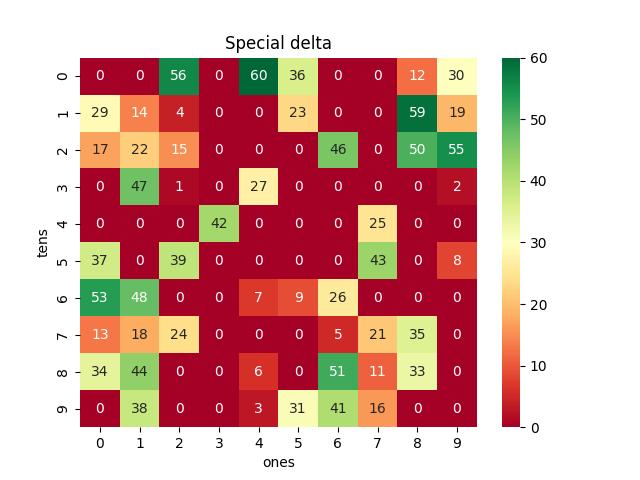 Special delta
0 0 0 56 0 60 36 0 0 12 30
1 29 14 4 0 0 23 0 0 59 19
2 17 22 15 0 0 0 46 0 50 55
3 0 47 1 0 27 0 0 0 0 2
4 0 0 0 42 0 0 0 25 0 0
5 37 0 39 0 0 0 0 43 0 8
6 53 48 0 0 7 9 26 0 0 0
7 13 18 24 0 0 0 5 21 35 0
8 34 44 0 0 6 0 51 11 33 0
9 0 38 0 0 3 31 41 16 0 0
0 1 2 3 4 5 6 7 8 9
ones
tens
60
50
40
30
20
10
0